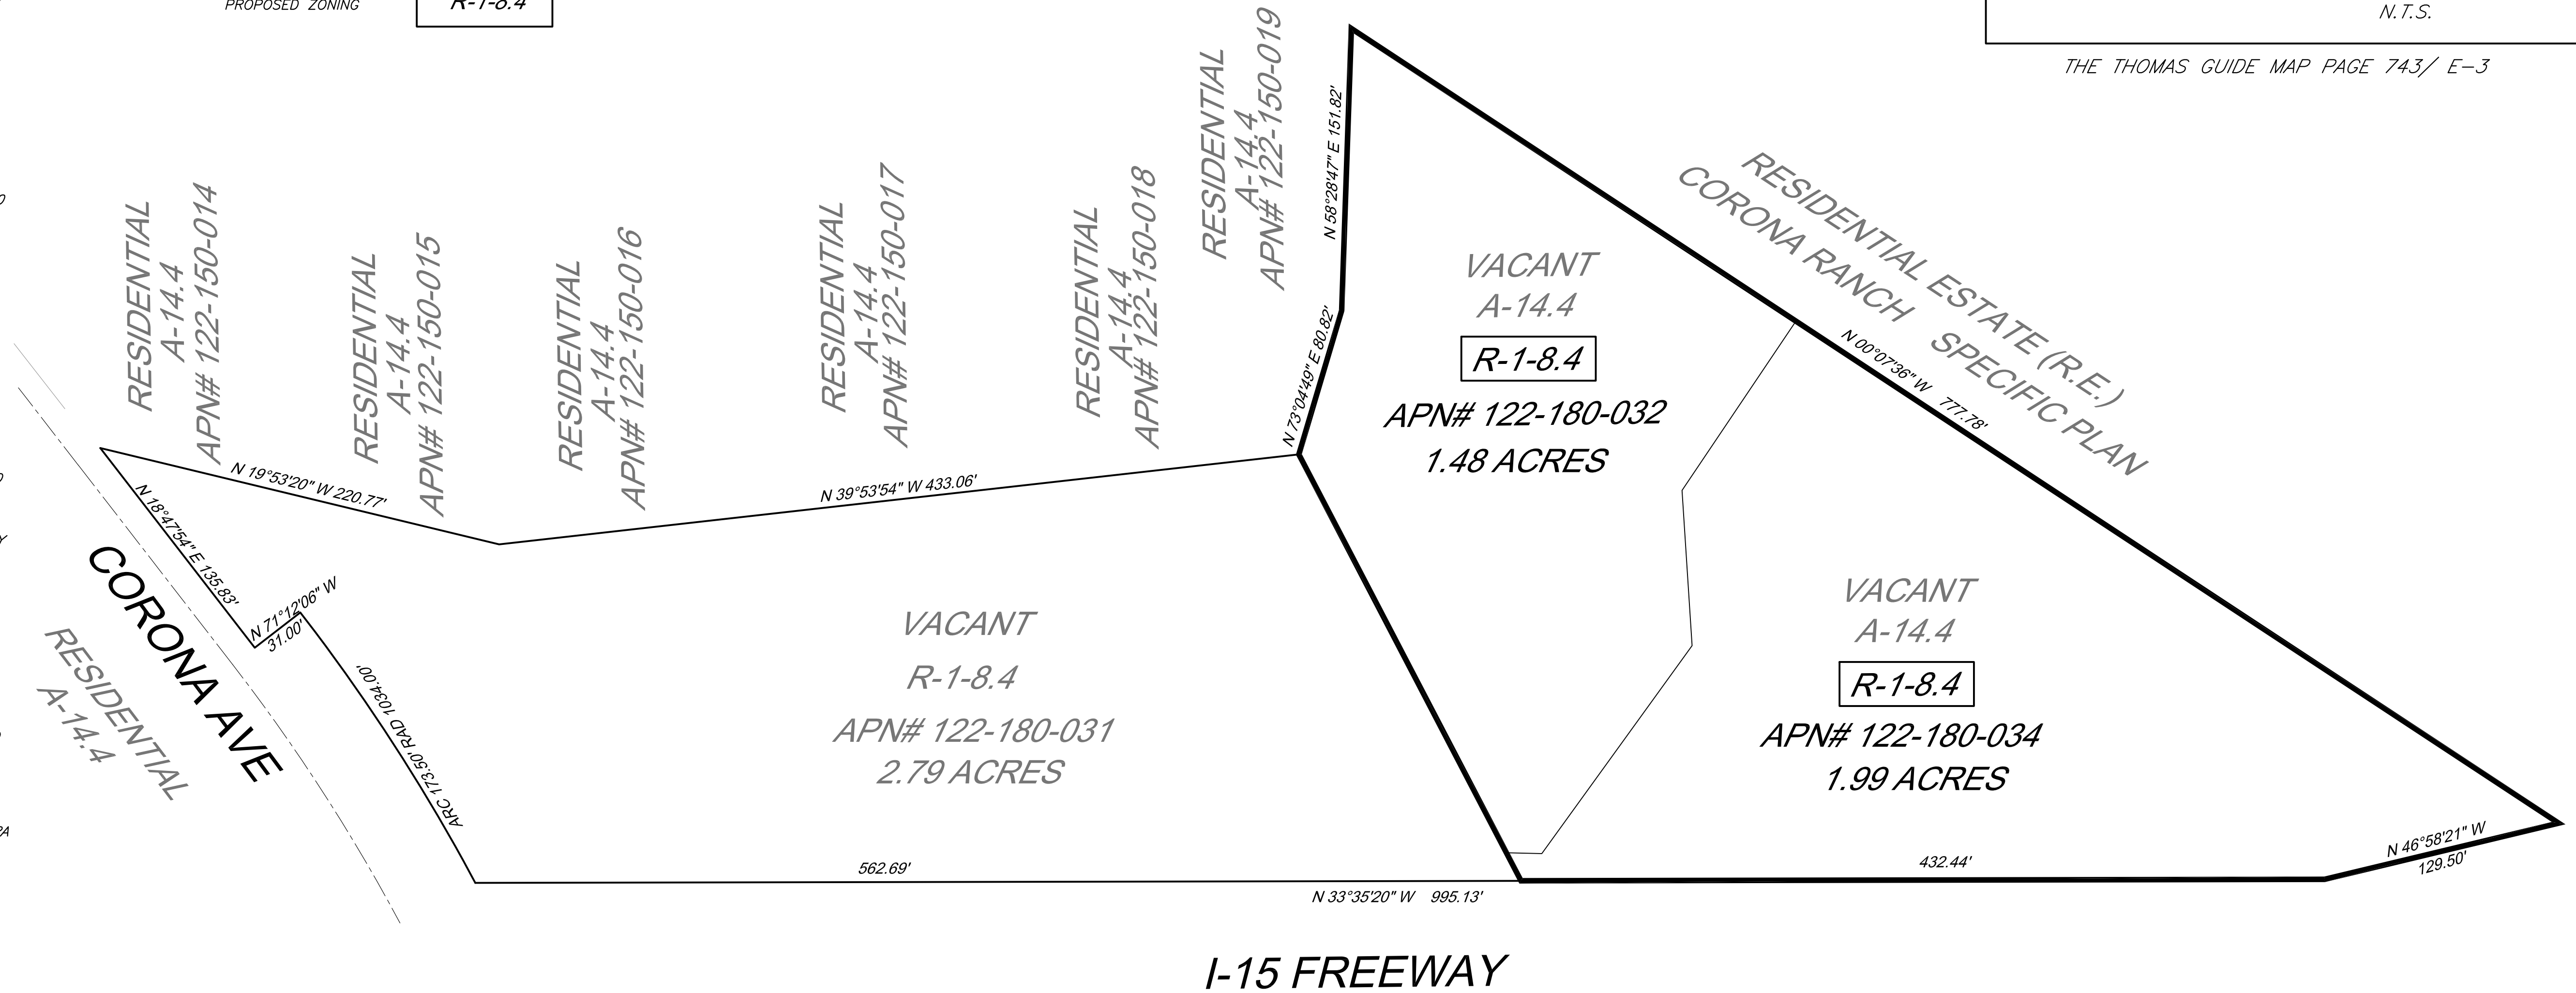 PROPOSED ZONING
R-1-8.4
N.T.S.
THE THOMAS GUIDE MAP PAGE 743/ E-3
RESIDENTIAL
A-14.4
APN# 122-150-014
RESIDENTIAL
A-14.4
APN# 122-150-015
RESIDENTIAL
A-14.4
APN# 122-150-016
RESIDENTIAL
A-14.4
APN# 122-150-017
RESIDENTIAL
A-14.4
APN# 122-150-018
RESIDENTIAL
A-14.4
APN# 122-150-019
N 58°28'47" E 151.82'
N 73°04'49" E 80.82'
RESIDENTIAL ESTATE (R.E.)
CORONA RANCH SPECIFIC PLAN
N 00°07'36" W 777.78'
VACANT
A-14.4
R-1-8.4
APN# 122-180-032
1.48 ACRES
N 19°53'20" W 220.77'
N 39°53'54" W 433.06'
N 18°47'54" E 135.83'
N 71°12'06" W
31.00'
ARC 173.50' RAD 1034.00'
CORONA AVE
RESIDENTIAL
A-14.4
VACANT
R-1-8.4
APN# 122-180-031
2.79 ACRES
VACANT
A-14.4
R-1-8.4
APN# 122-180-034
1.99 ACRES
N 46°58'21" W
129.50'
562.69'
432.44'
N 33°35'20" W 995.13'
I-15 FREEWAY